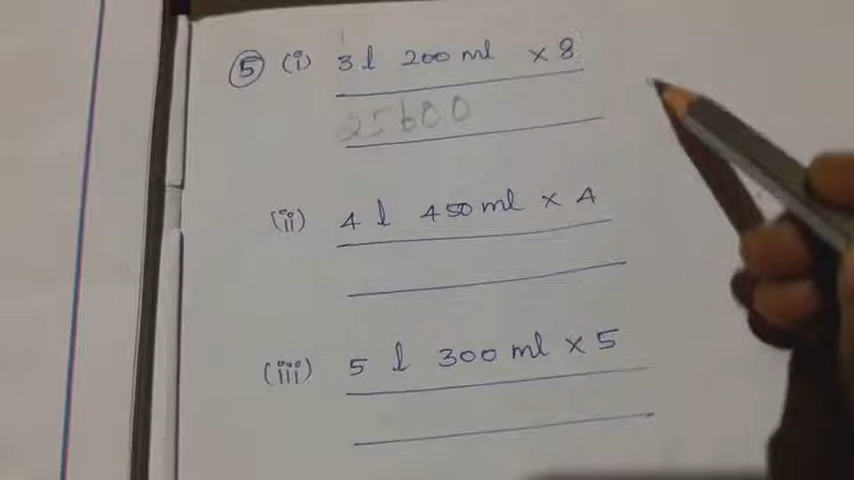 5 (i) 3 l 200 ml × 8
25600
(ii) 4 l 450 ml × 4
(iii) 5 l 300 ml × 5